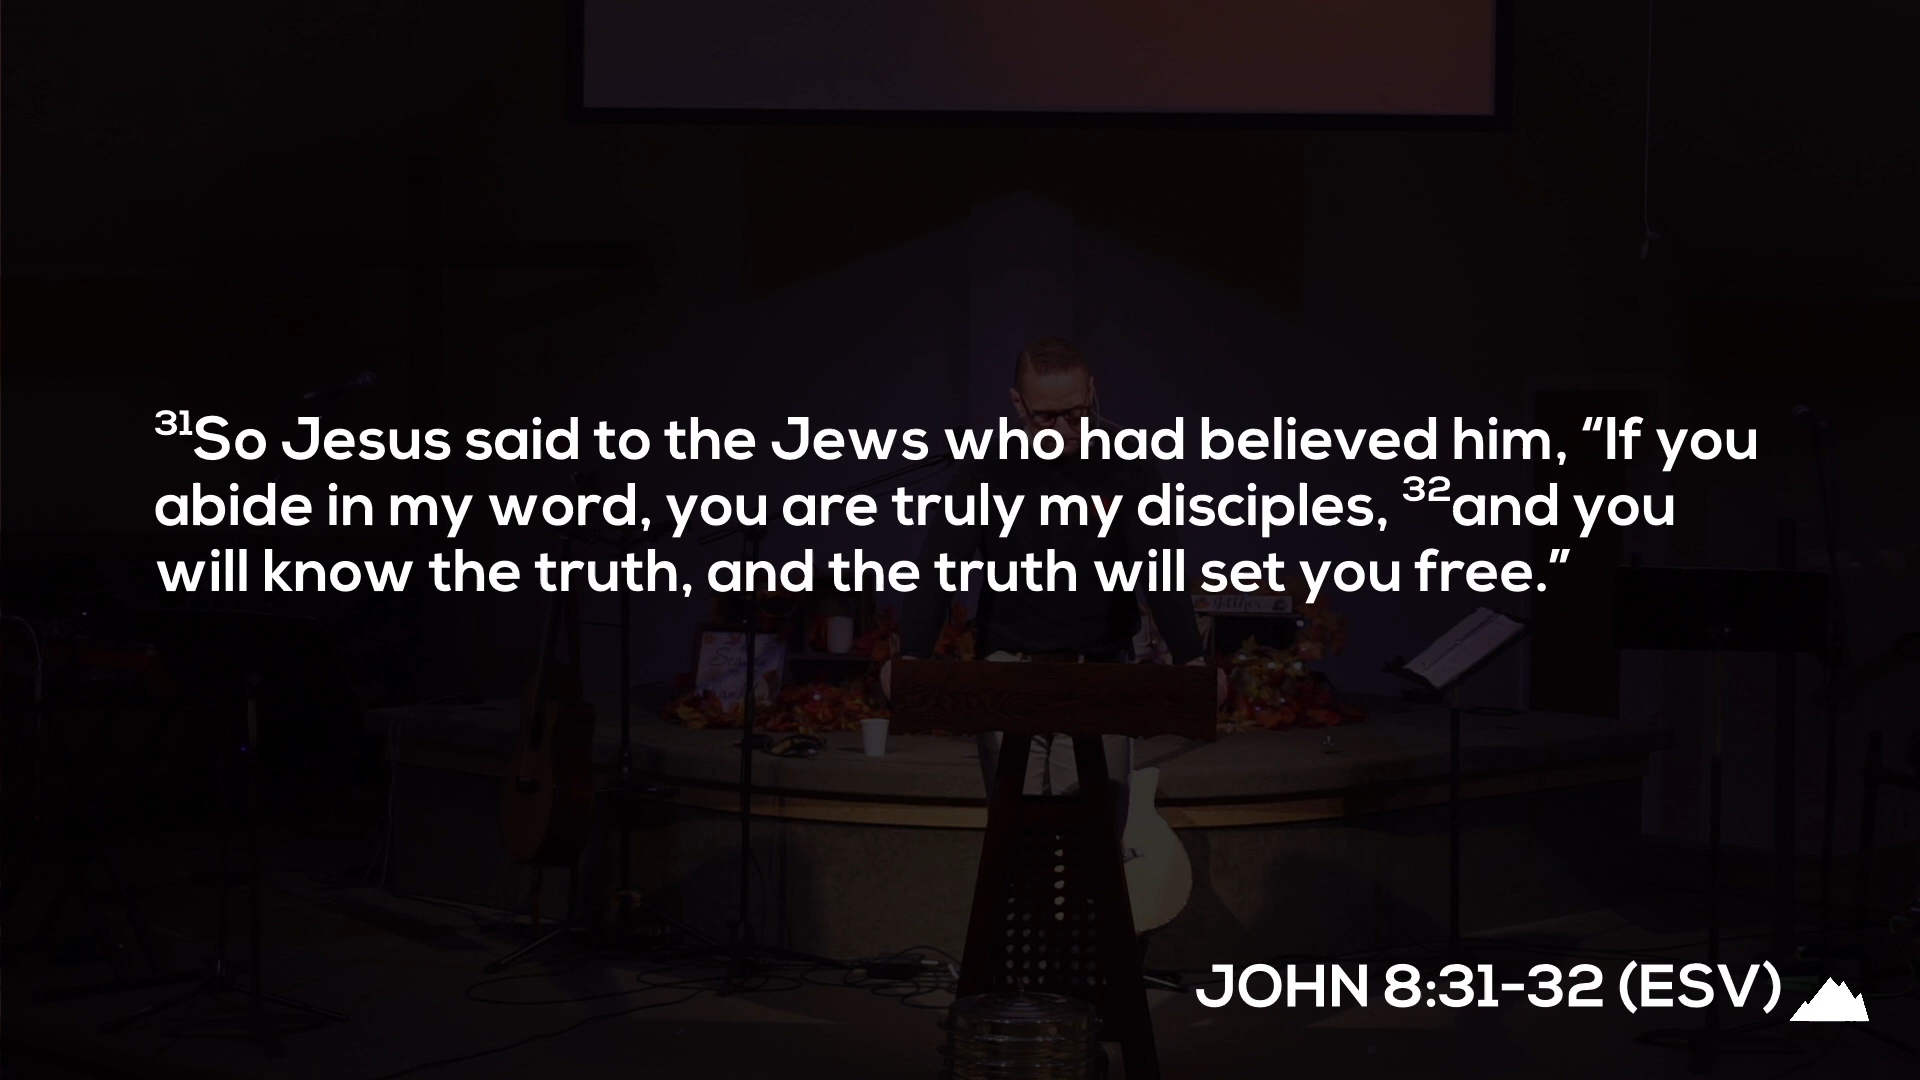 ³¹So Jesus said to the Jews who had believed him, “If you
abide in my word, you are truly my disciples, ³²and you
will know the truth, and the truth will set you free.”
JOHN 8:31-32 (ESV)